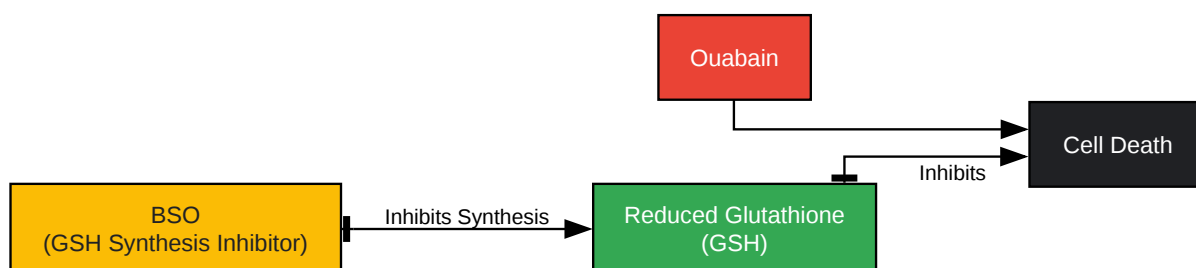 Ouabain
Cell Death
Inhibits
BSO
(GSH Synthesis Inhibitor)
Inhibits Synthesis
Reduced Glutathione
(GSH)